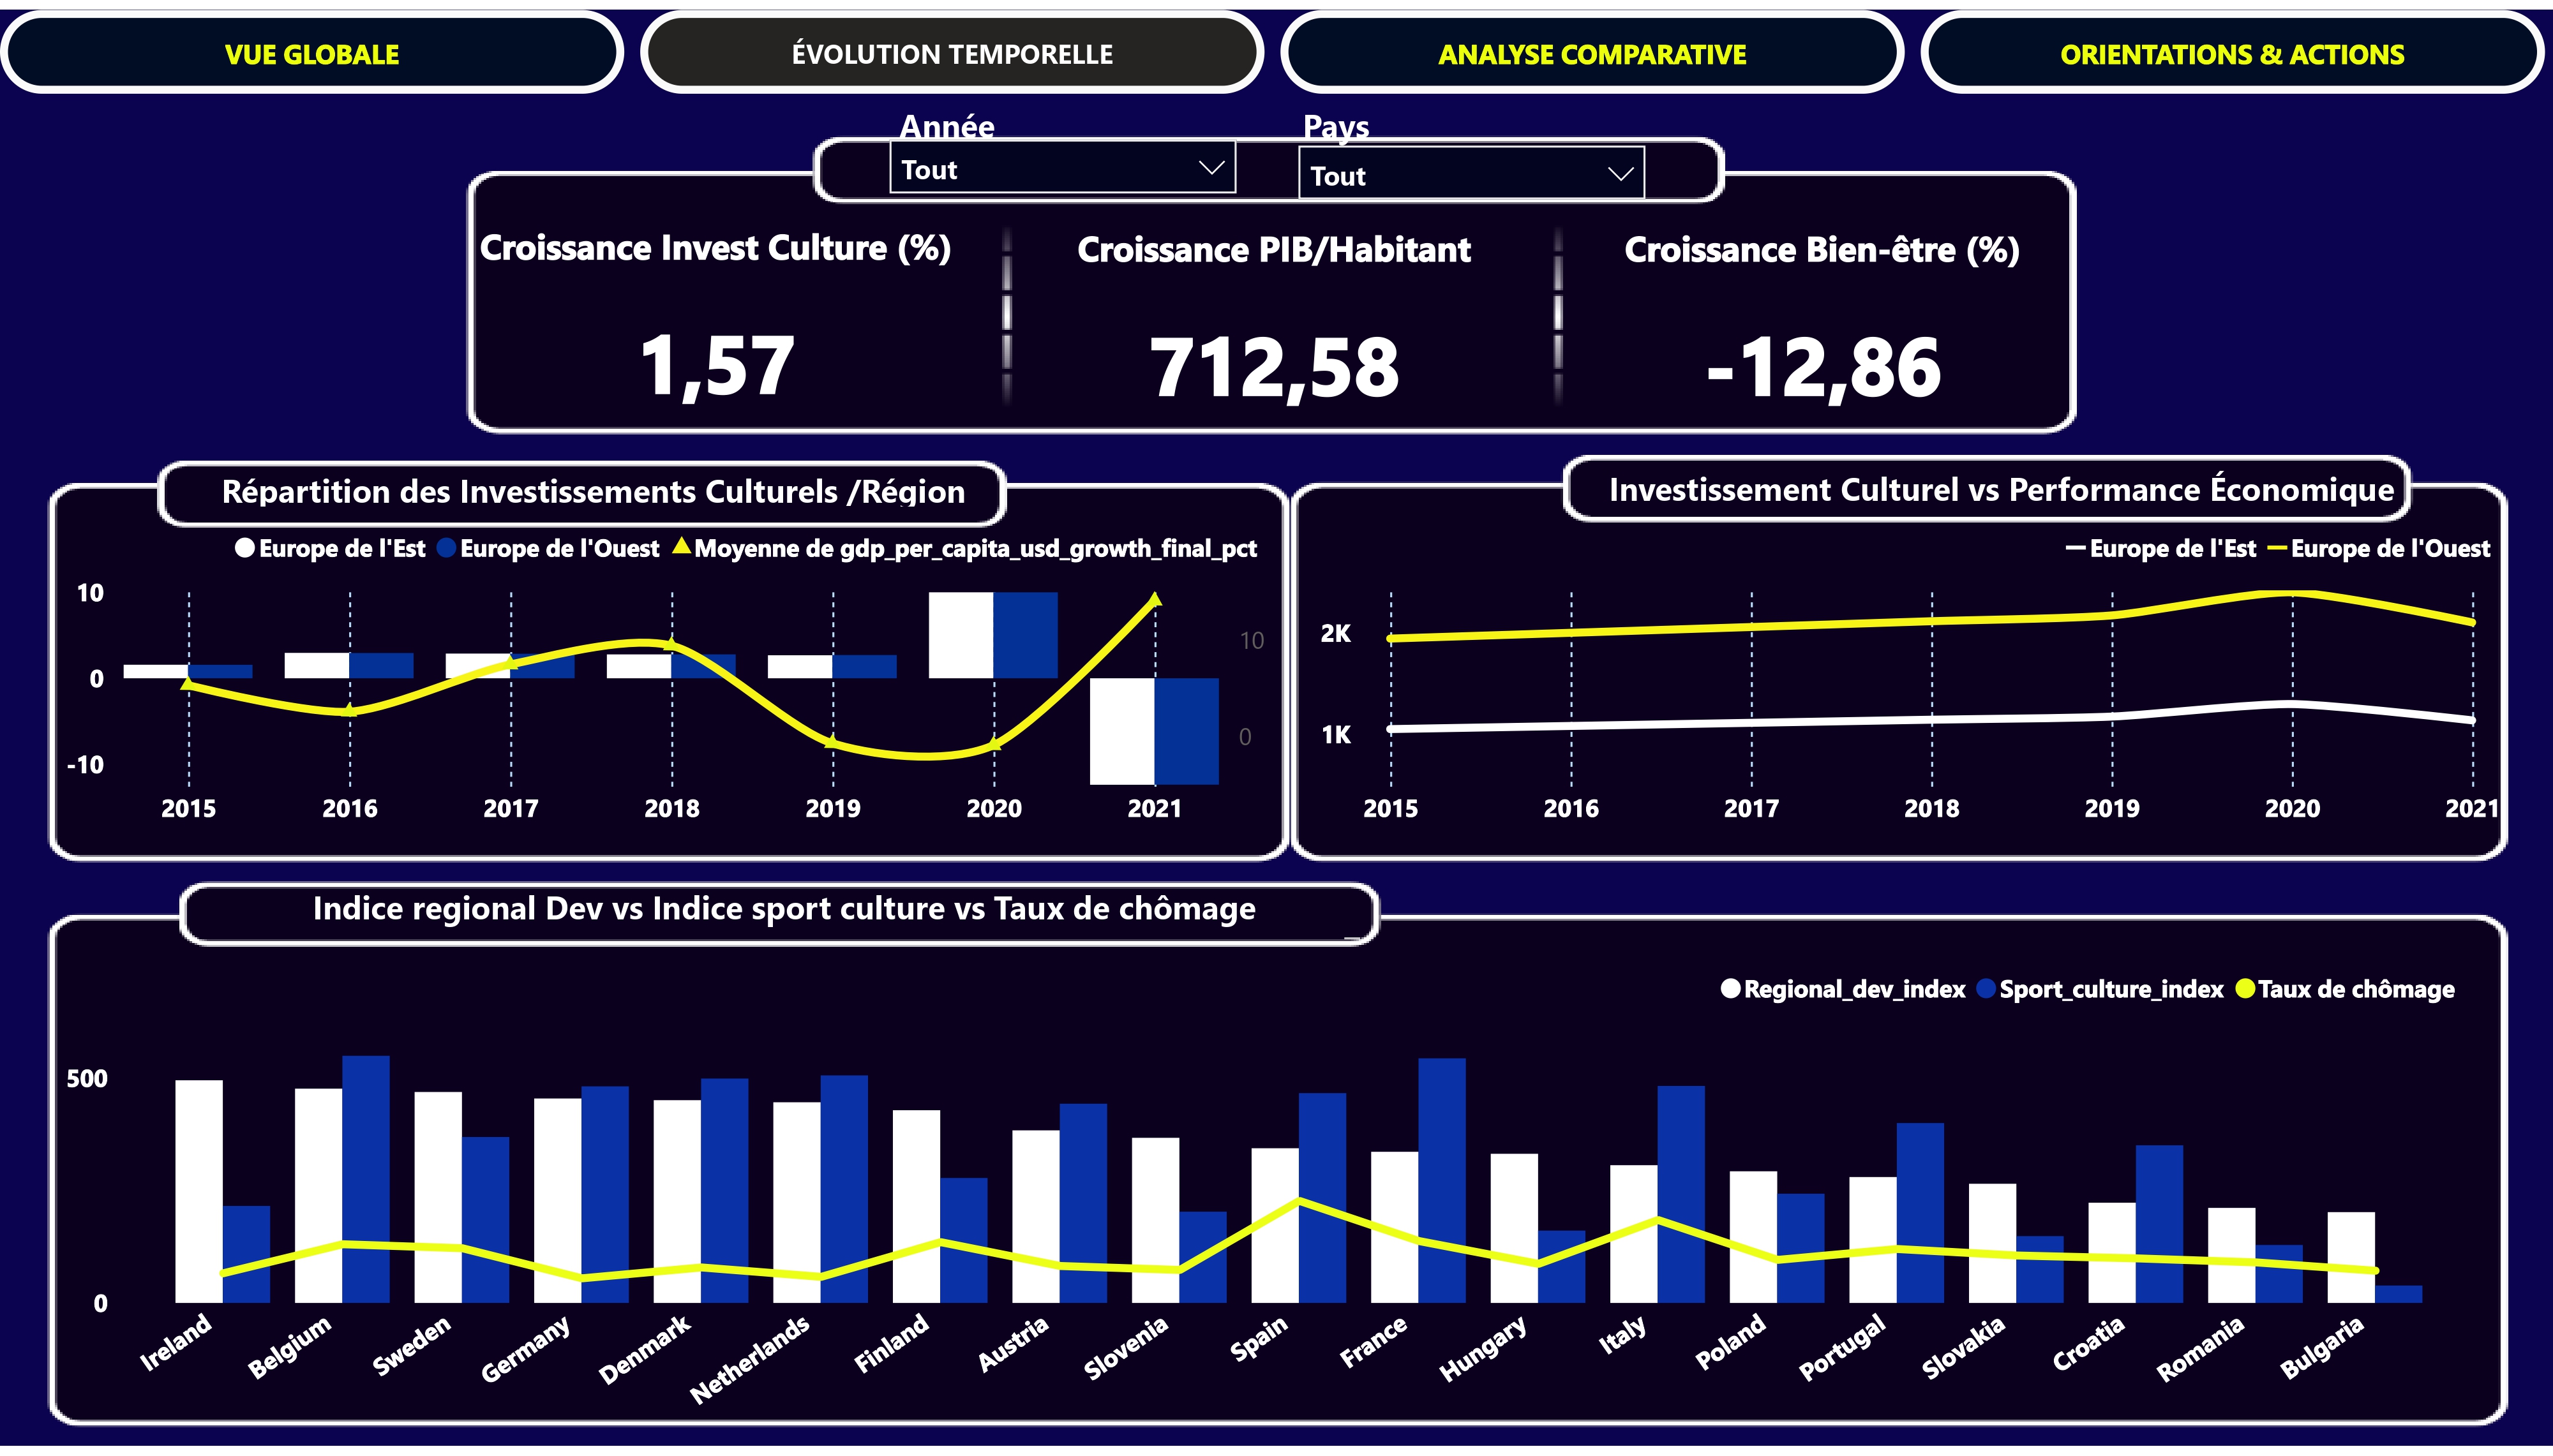 VUE GLOBALE
ÉVOLUTION TEMPORELLE
ANALYSE COMPARATIVE
ORIENTATIONS & ACTIONS
Année
Pays
Tout
Tout
Croissance Invest Culture (%)
Croissance PIB/Habitant
Croissance Bien-être (%)
1,57
712,58
-12,86
Répartition des Investissements Culturels /Région
Europe de l'Est Europe de l'Ouest Moyenne de gdp_per_capita_usd_growth_final_pct
10
0
-10
10
0
2015 2016 2017 2018 2019 2020 2021
Investissement Culturel vs Performance Économique
Europe de l'Est Europe de l'Ouest
2K
1K
2015 2016 2017 2018 2019 2020 2021
Indice regional Dev vs Indice sport culture vs Taux de chômage
Regional_dev_index Sport_culture_index Taux de chômage
500
0
Ireland Belgium Sweden Germany Denmark Netherlands Finland Austria Slovenia Spain France Hungary Italy Poland Portugal Slovakia Croatia Romania Bulgaria